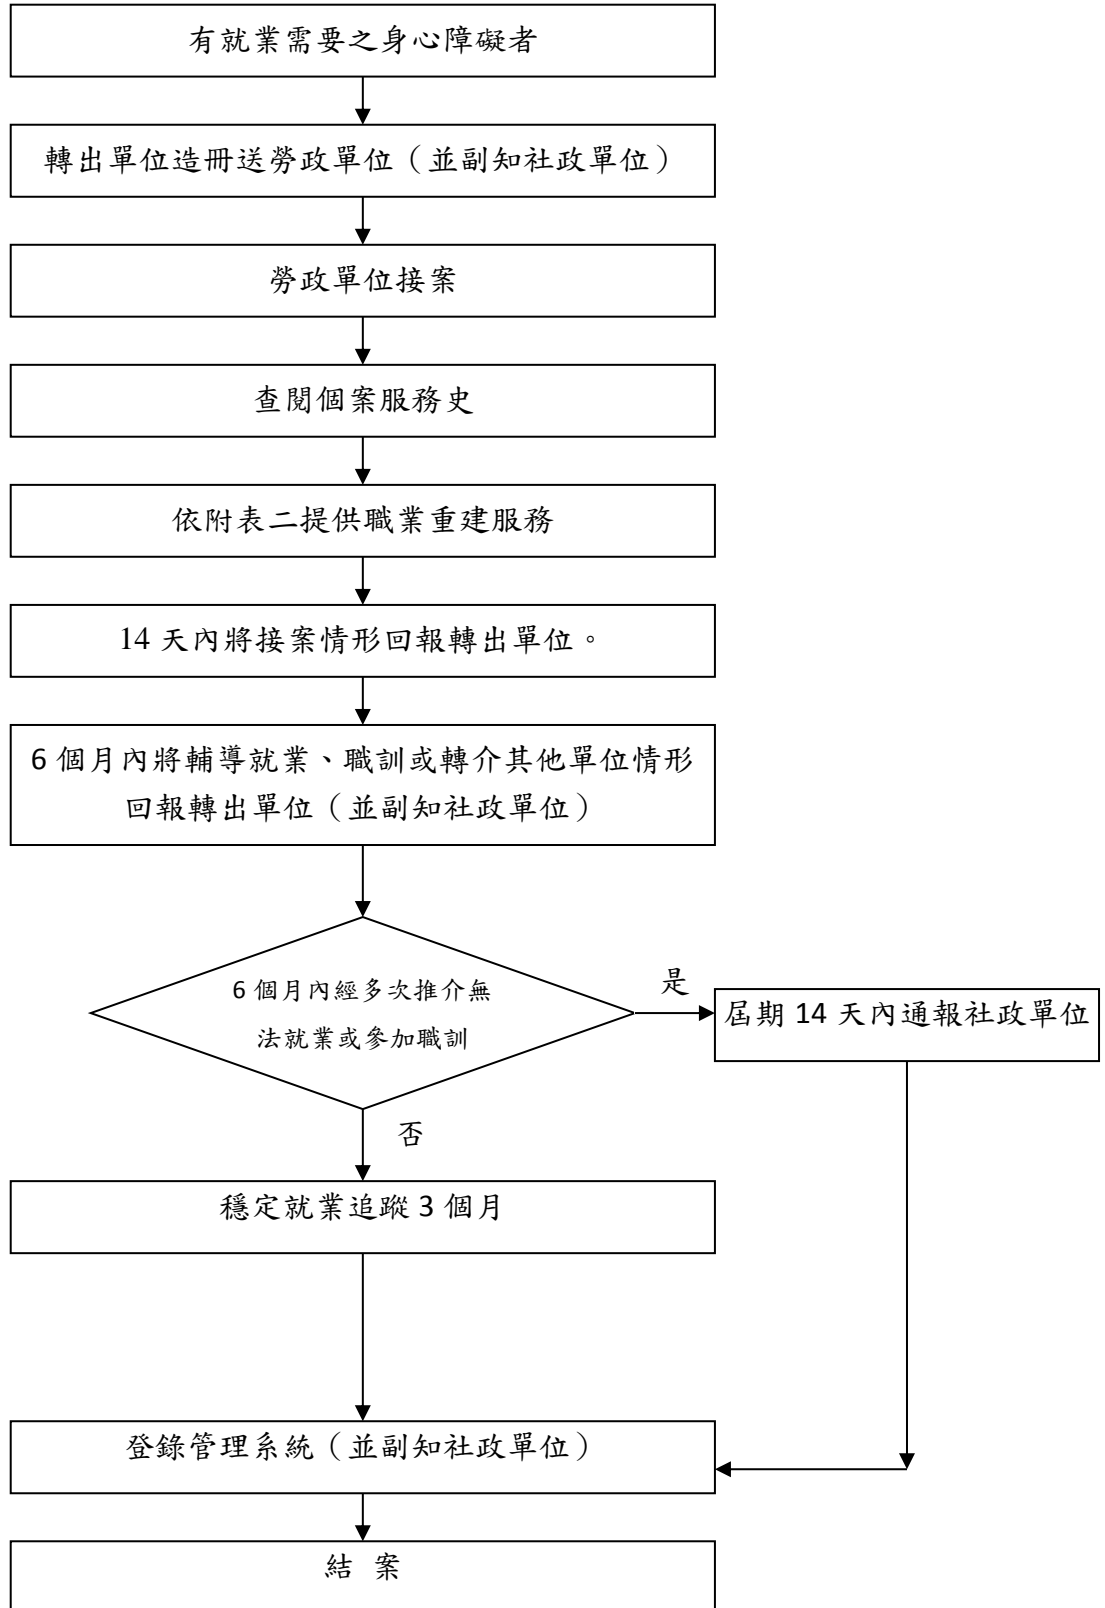 有就業需要之身心障礙者
轉出單位造冊送勞政單位（並副知社政單位）
勞政單位接案
查閱個案服務史
依附表二提供職業重建服務
14 天內將接案情形回報轉出單位。
6 個月內將輔導就業、職訓或轉介其他單位情形
回報轉出單位（並副知社政單位）
6 個月內經多次推介無
法就業或參加職訓
是
屆期 14 天內通報社政單位
否
穩定就業追蹤 3 個月
登錄管理系統（並副知社政單位）
結 案